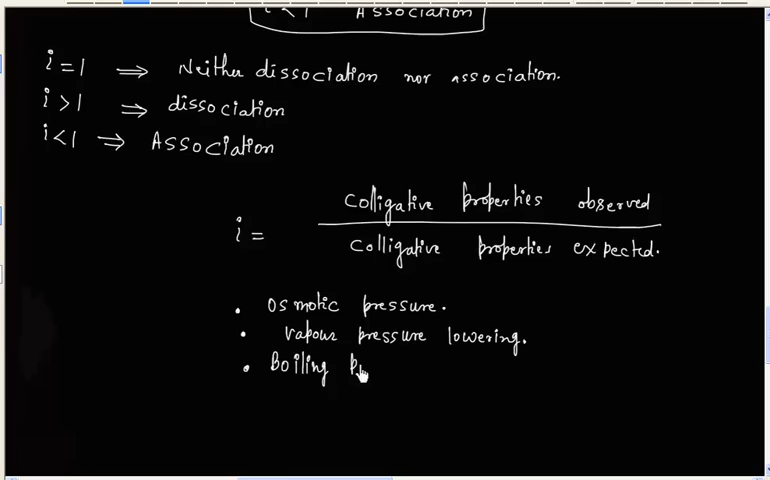 i < 1 Association
i = 1 ⇒ Neither dissociation nor association.
i > 1 ⇒ dissociation
i < 1 ⇒ Association
colligative properties observed
i =
colligative properties expected.
• Osmotic pressure.
• vapour pressure lowering.
• Boiling P